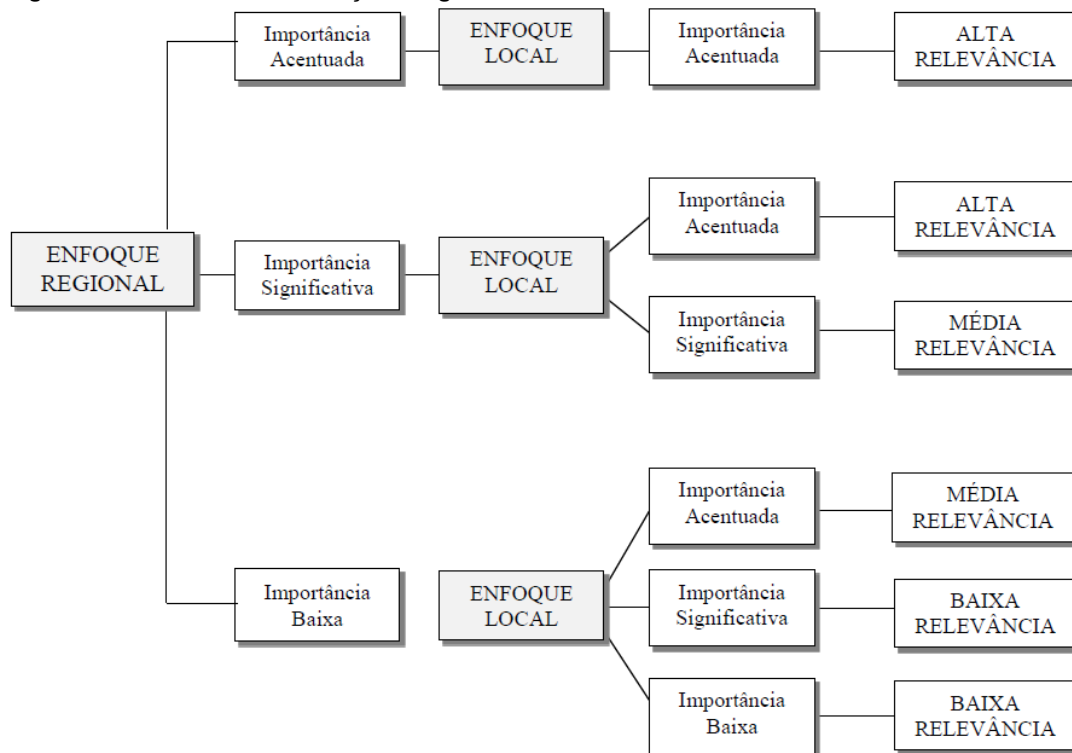 Importância
Acentuada
ENFOQUE
LOCAL
Importância
Acentuada
ALTA
RELEVÂNCIA
ENFOQUE
REGIONAL
Importância
Significativa
ENFOQUE
LOCAL
Importância
Acentuada
ALTA
RELEVÂNCIA
Importância
Significativa
MÉDIA
RELEVÂNCIA
Importância
Baixa
ENFOQUE
LOCAL
Importância
Acentuada
MÉDIA
RELEVÂNCIA
Importância
Significativa
BAIXA
RELEVÂNCIA
Importância
Baixa
BAIXA
RELEVÂNCIA